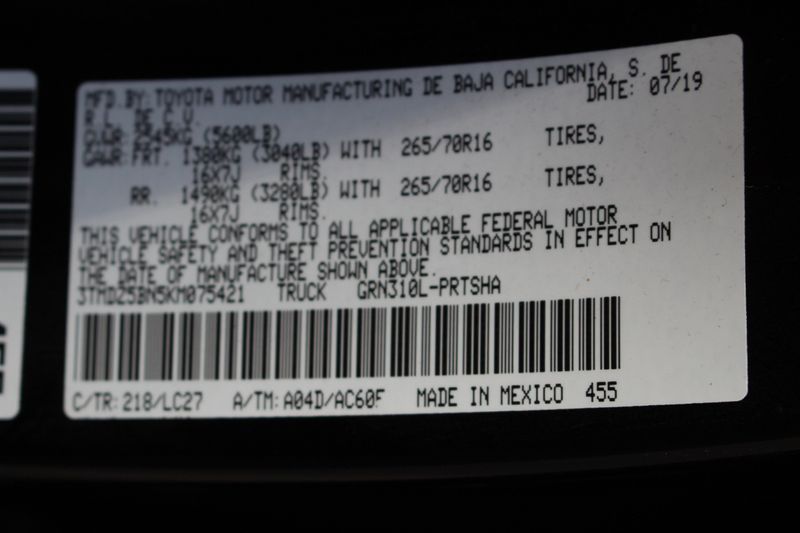 MFD.BY: TOYOTA MOTOR MANUFACTURING DE BAJA CALIFORNIA, S. DE
R.L. DE C.V. DATE: 07/19
GVWR 2545KG (5600LB)
GAWR: FRT. 1380KG (3040LB) WITH 265/70R16 TIRES,
16X7J RIMS.
RR. 1490KG (3280LB) WITH 265/70R16 TIRES,
16X7J RIMS.
THIS VEHICLE CONFORMS TO ALL APPLICABLE FEDERAL MOTOR
VEHICLE SAFETY AND THEFT PREVENTION STANDARDS IN EFFECT ON
THE DATE OF MANUFACTURE SHOWN ABOVE.
3TMDZ5BN5KM075421 TRUCK GRN310L-PRTSHA
C/TR: 218/LC27 A/TM: A04D/AC60F MADE IN MEXICO 455